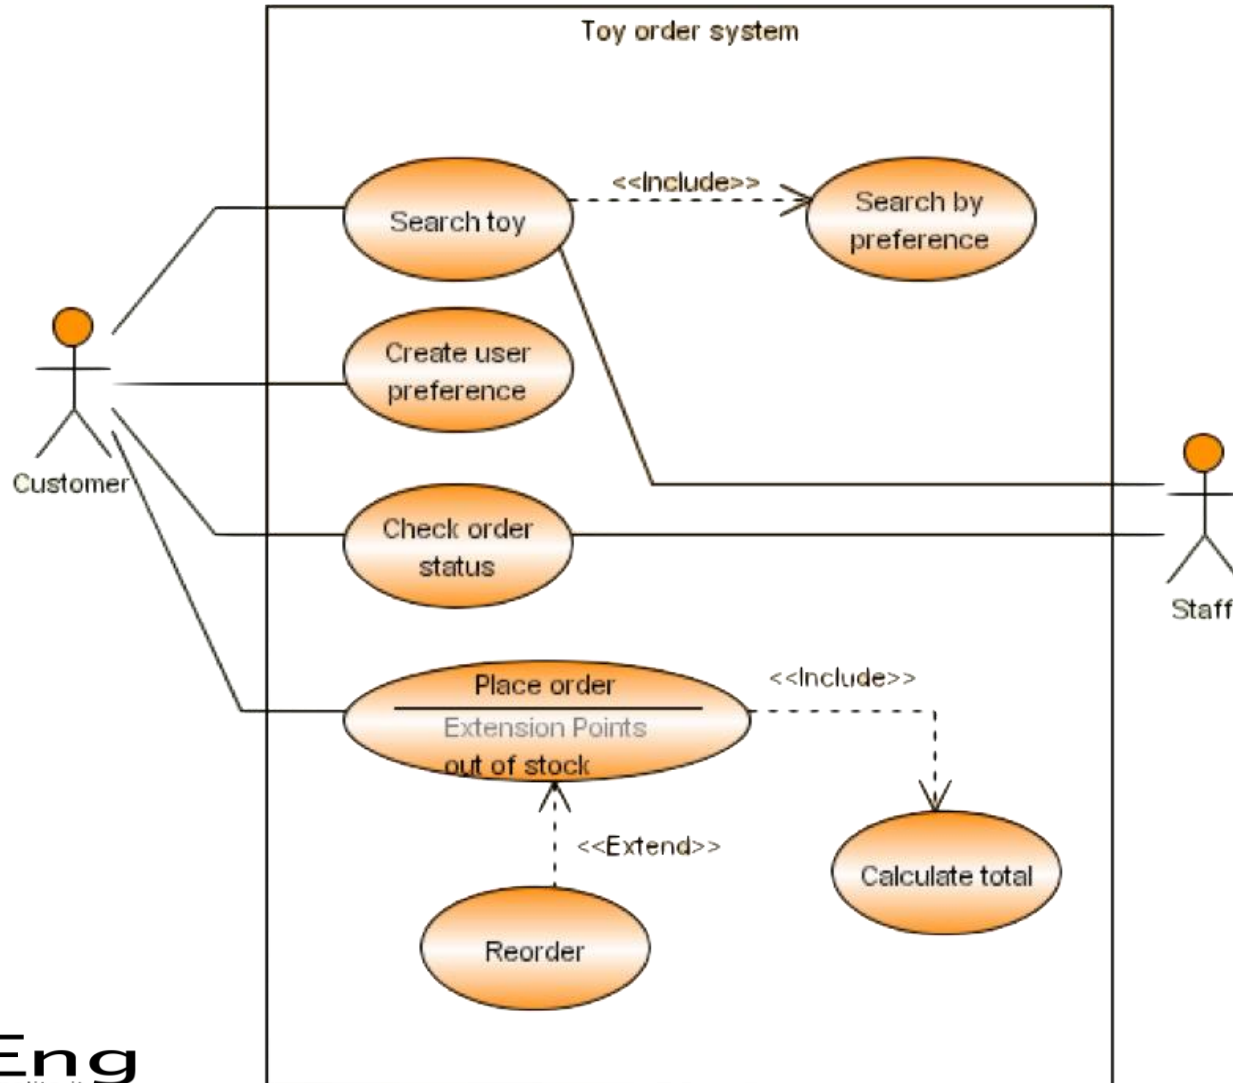 Toy order system
<<Include>>
Search toy
Search by
preference
Create user
preference
Customer
Check order
status
Staff
Place order
<<Include>>
Extension Points
out of stock
<<Extend>>
Calculate total
Reorder
Eng